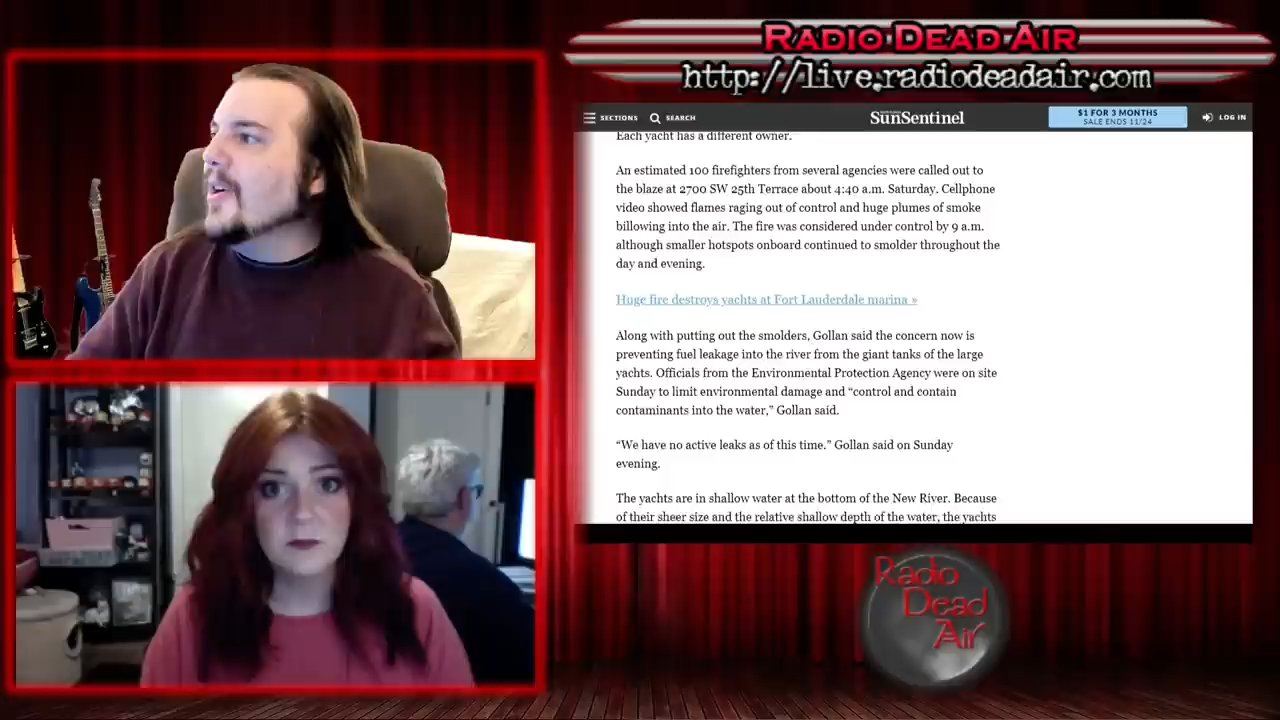 RADIO DEAD AIR
http://live.radiodeadair.com
SECTIONS
SEARCH
SunSentinel
$1 FOR 3 MONTHS
SALE ENDS 11/24
LOG IN
Each yacht has a different owner.
An estimated 100 firefighters from several agencies were called out to
the blaze at 2700 SW 25th Terrace about 4:40 a.m. Saturday. Cellphone
video showed flames raging out of control and huge plumes of smoke
billowing into the air. The fire was considered under control by 9 a.m.
although smaller hotspots onboard continued to smolder throughout the
day and evening.
Huge fire destroys yachts at Fort Lauderdale marina »
Along with putting out the smolders, Gollan said the concern now is
preventing fuel leakage into the river from the giant tanks of the large
yachts. Officials from the Environmental Protection Agency were on site
Sunday to limit environmental damage and “control and contain
contaminants into the water,” Gollan said.
“We have no active leaks as of this time.” Gollan said on Sunday
evening.
The yachts are in shallow water at the bottom of the New River. Because
of their sheer size and the relative shallow depth of the water, the yachts
Radio
Dead
Air